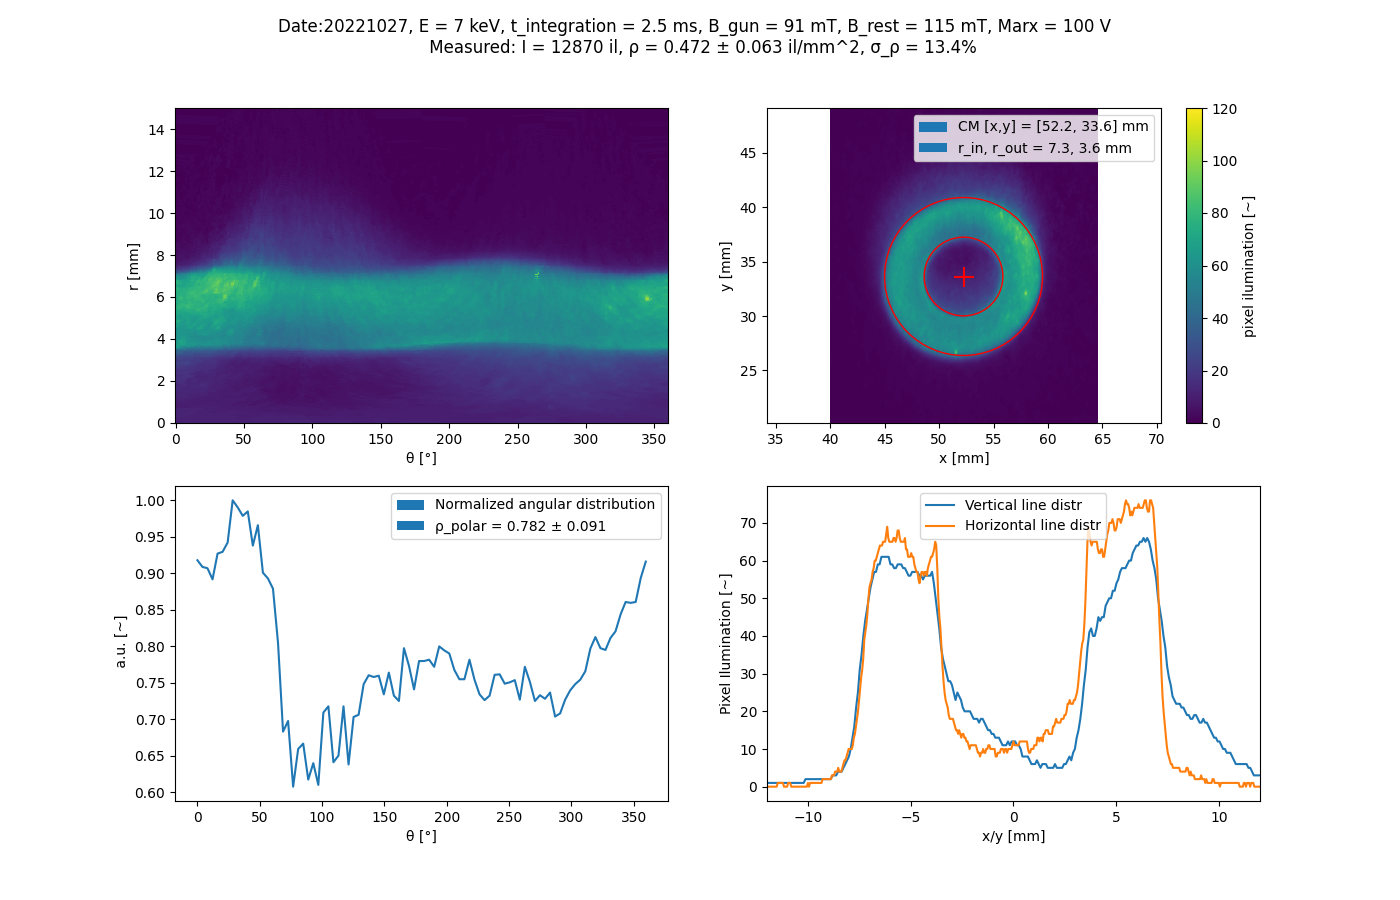 Date:20221027, E = 7 keV, t_integration = 2.5 ms, B_gun = 91 mT, B_rest = 115 mT, Marx = 100 V
Measured: I = 12870 il, ρ = 0.472 ± 0.063 il/mm^2, σ_ρ = 13.4%
14
12
10
8
6
4
2
0
r [mm]
0 50 100 150 200 250 300 350
θ [°]
CM [x,y] = [52.2, 33.6] mm
r_in, r_out = 7.3, 3.6 mm
45
40
35
30
25
y [mm]
35 40 45 50 55 60 65 70
x [mm]
120
100
80
60
40
20
0
pixel ilumination [~]
Normalized angular distribution
ρ_polar = 0.782 ± 0.091
1.00
0.95
0.90
0.85
0.80
0.75
0.70
0.65
0.60
a.u. [~]
0 50 100 150 200 250 300 350
θ [°]
Vertical line distr
Horizontal line distr
70
60
50
40
30
20
10
0
Pixel Ilumination [~]
−10 −5 0 5 10
x/y [mm]